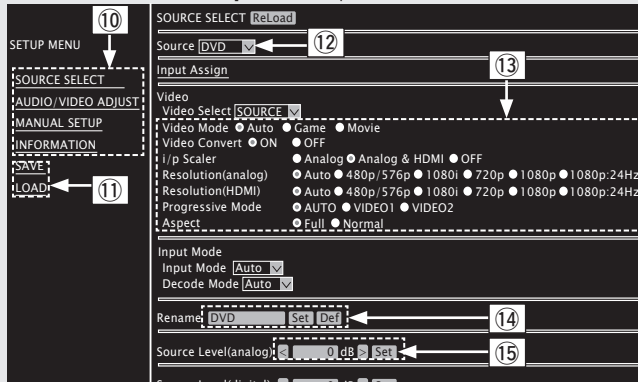 ⑩
SOURCE SELECT ReLoad
SETUP MENU
Source DVD ⑫
SOURCE SELECT
AUDIO/VIDEO ADJUST
MANUAL SETUP
INFORMATION
SAVE
LOAD ⑪
Input Assign
⑬
Video
Video Select SOURCE
Video Mode Auto Game Movie
Video Convert ON OFF
i/p Scaler Analog Analog & HDMI OFF
Resolution(analog) Auto 480p/576p 1080i 720p 1080p 1080p:24Hz
Resolution(HDMI) Auto 480p/576p 1080i 720p 1080p 1080p:24Hz
Progressive Mode AUTO VIDEO1 VIDEO2
Aspect Full Normal
Input Mode
Input Mode Auto
Decode Mode Auto
Rename DVD Set Def ⑭
Source Level(analog) < 0 dB > Set ⑮